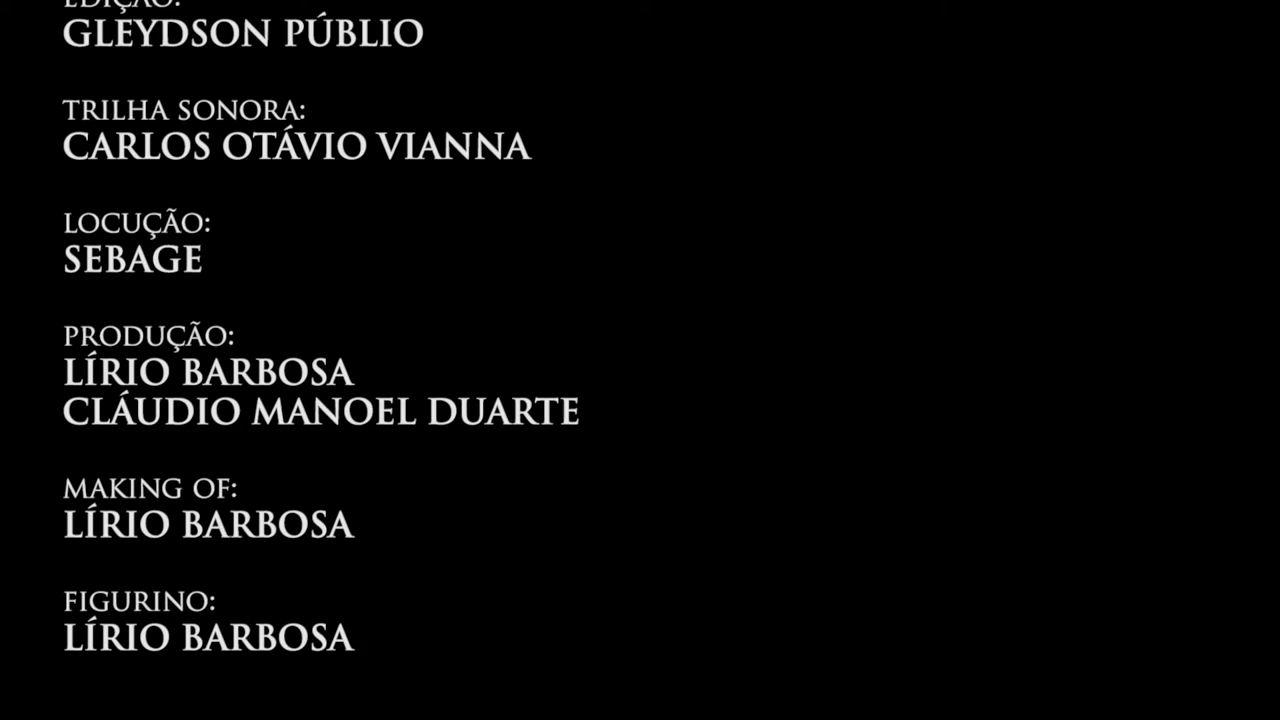 EDIÇÃO:
GLEYDSON PÚBLIO
TRILHA SONORA:
CARLOS OTÁVIO VIANNA
LOCUÇÃO:
SEBAGE
PRODUÇÃO:
LÍRIO BARBOSA
CLÁUDIO MANOEL DUARTE
MAKING OF:
LÍRIO BARBOSA
FIGURINO:
LÍRIO BARBOSA